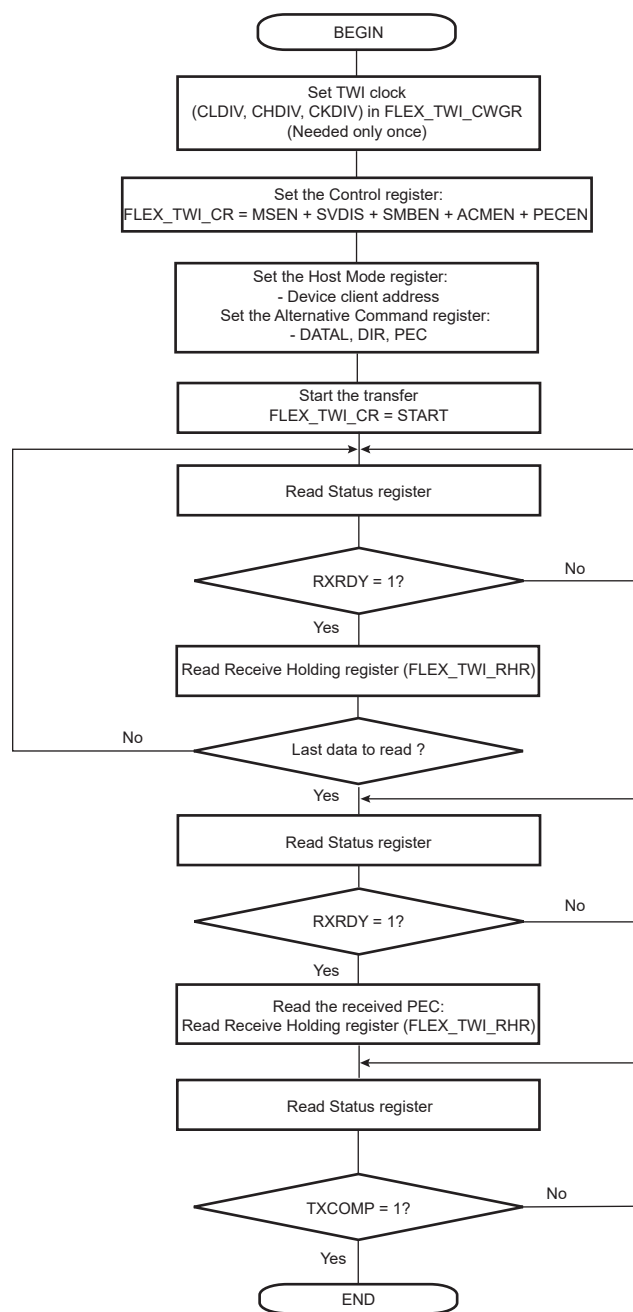 BEGIN
Set TWI clock
(CLDIV, CHDIV, CKDIV) in FLEX_TWI_CWGR
(Needed only once)
Set the Control register:
FLEX_TWI_CR = MSEN + SVDIS + SMBEN + ACMEN + PECEN
Set the Host Mode register:
- Device client address
Set the Alternative Command register:
- DATAL, DIR, PEC
Start the transfer
FLEX_TWI_CR = START
Read Status register
RXRDY = 1?
No
Yes
Read Receive Holding register (FLEX_TWI_RHR)
No
Last data to read ?
Yes
Read Status register
RXRDY = 1?
No
Yes
Read the received PEC:
Read Receive Holding register (FLEX_TWI_RHR)
Read Status register
TXCOMP = 1?
No
Yes
END